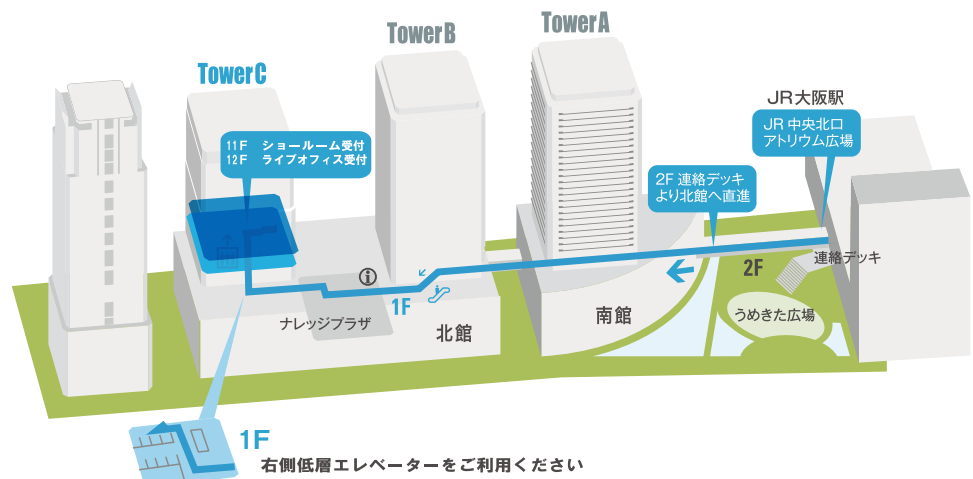 TowerA
TowerB
TowerC
JR大阪駅
JR中央北口
アトリウム広場
11F ショールーム受付
12F ライブオフィス受付
2F 連絡デッキ
より北館へ直進
連絡デッキ
2F
1F
うめきた広場
南館
ナレッジプラザ
北館
1F
右側低層エレベーターをご利用ください